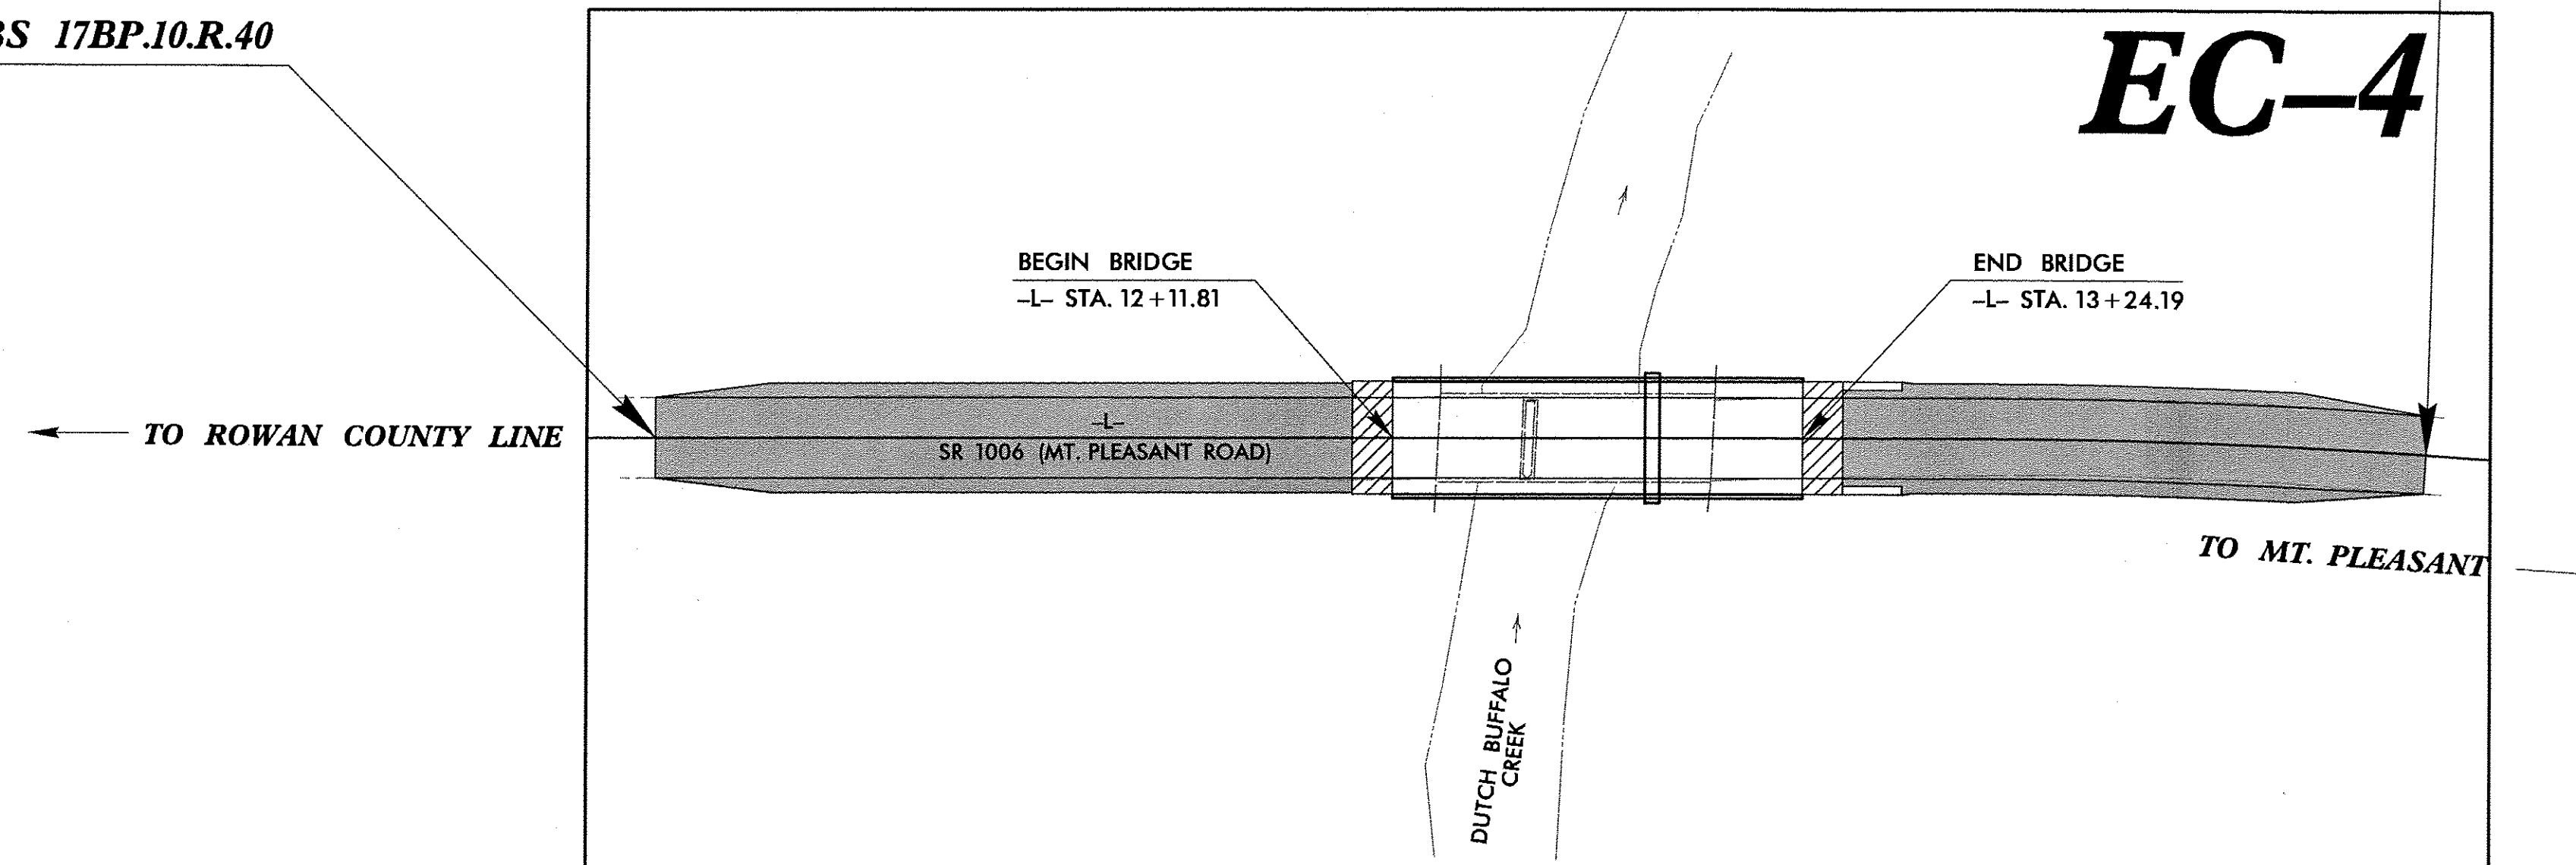 17BP.10.R.40
EC–4
BEGIN BRIDGE
–L– STA. 12+11.81
END BRIDGE
–L– STA. 13+24.19
–L–
TO ROWAN COUNTY LINE
SR 1006 (MT. PLEASANT ROAD)
TO MT. PLEASANT
DUTCH BUFFALO
CREEK